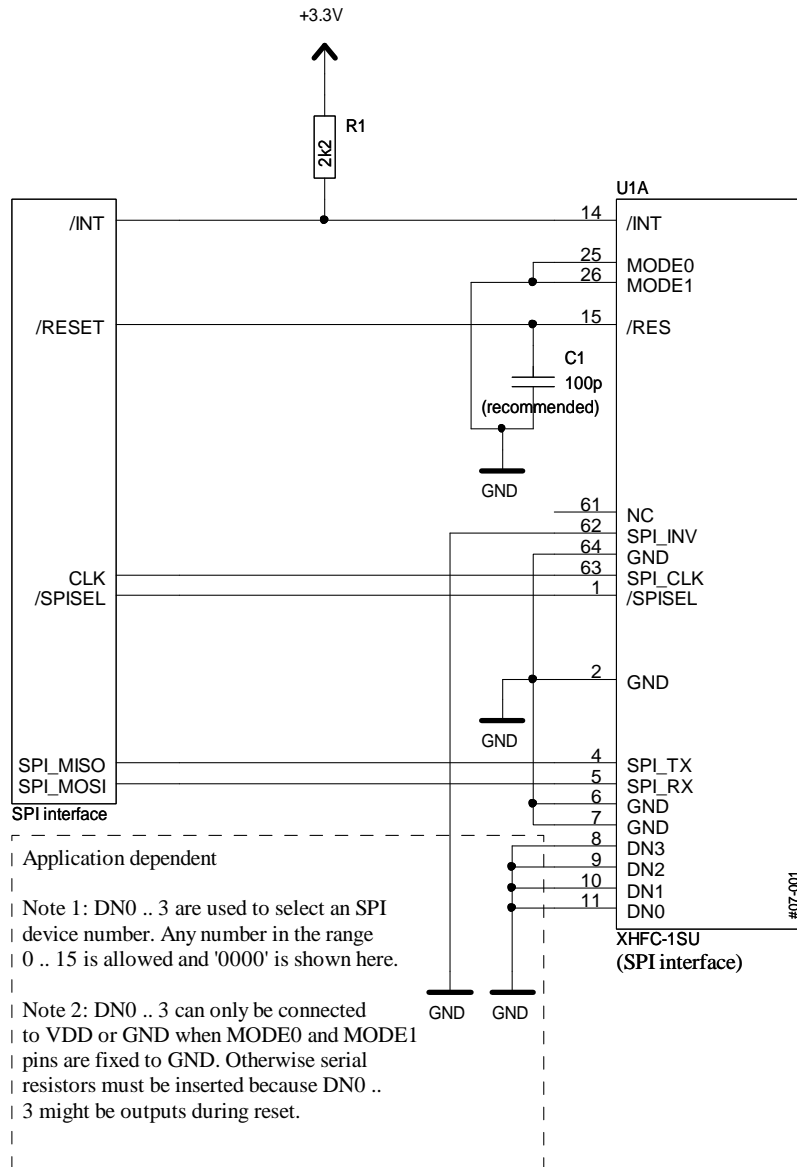 +3.3V
R1
2k2
U1A
/INT
14
/INT
25
MODE0
26
MODE1
/RESET
15
/RES
C1
100p
(recommended)
GND
61
NC
62
SPI_INV
64
GND
CLK
63
SPI_CLK
/SPISEL
1
/SPISEL
2
GND
GND
SPI_MISO
4
SPI_TX
SPI_MOSI
5
SPI_RX
6
GND
SPI interface
7
GND
8
DN3
9
DN2
10
DN1
11
DN0
#07-001
XHFC-1SU
(SPI interface)
Application dependent
Note 1: DN0 .. 3 are used to select an SPI
device number. Any number in the range
0 .. 15 is allowed and '0000' is shown here.
Note 2: DN0 .. 3 can only be connected
to VDD or GND when MODE0 and MODE1
pins are fixed to GND. Otherwise serial
resistors must be inserted because DN0 ..
3 might be outputs during reset.
GND
GND